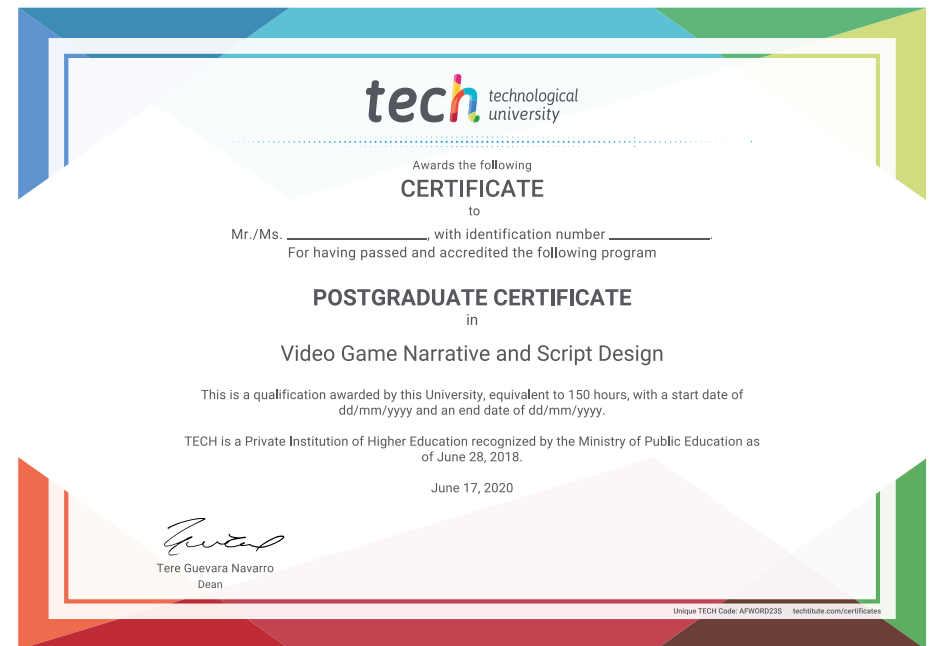 tech technological
university
Awards the following
CERTIFICATE
to
Mr./Ms. ____________________, with identification number ______________.
For having passed and accredited the following program
POSTGRADUATE CERTIFICATE
in
Video Game Narrative and Script Design
This is a qualification awarded by this University, equivalent to 150 hours, with a start date of
dd/mm/yyyy and an end date of dd/mm/yyyy.
TECH is a Private Institution of Higher Education recognized by the Ministry of Public Education as
of June 28, 2018.
June 17, 2020
Tere Guevara Navarro
Dean
Unique TECH Code: AFWORD23S techtitute.com/certificates